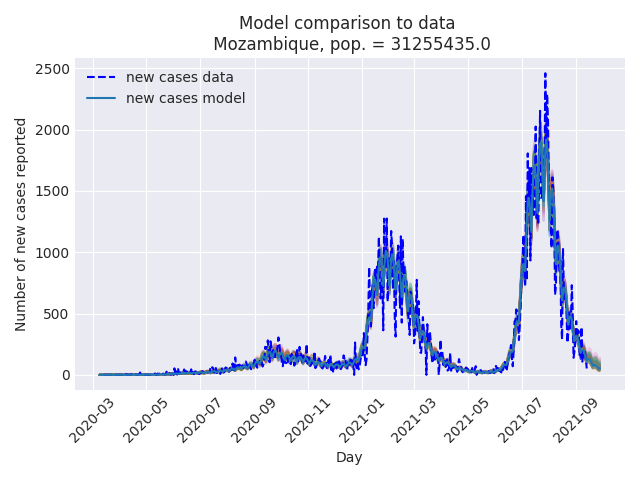 Model comparison to data
Mozambique, pop. = 31255435.0
new cases data
new cases model
Number of new cases reported
2500
2000
1500
1000
500
0
2020-03
2020-05
2020-07
2020-09
2020-11
2021-01
2021-03
2021-05
2021-07
2021-09
Day